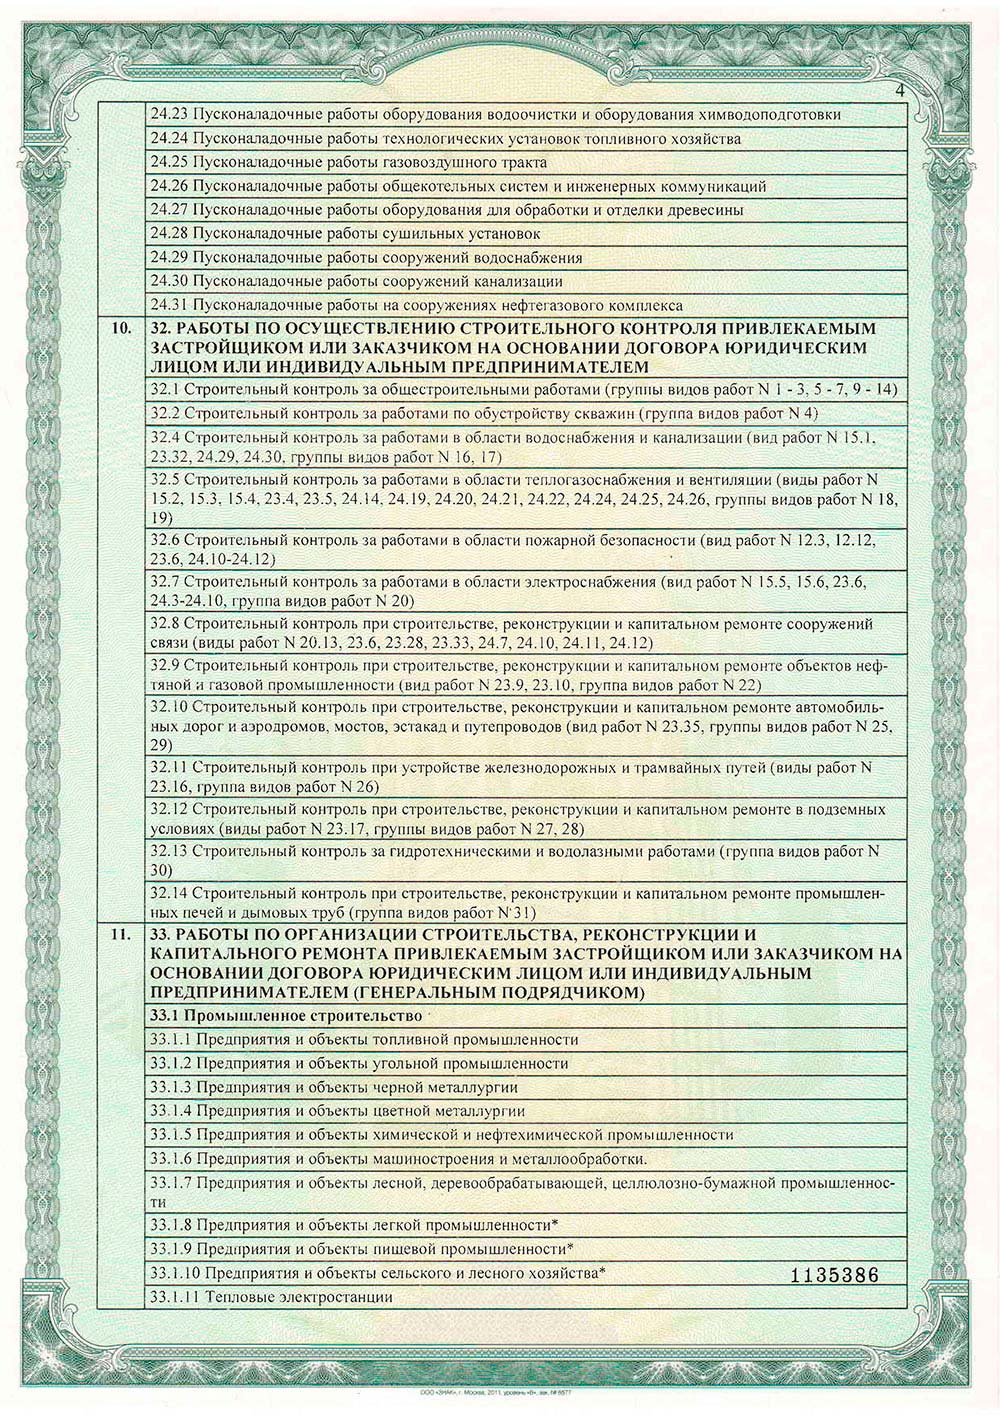 4
24.23 Пусконаладочные работы оборудования водоочистки и оборудования химводоподготовки
24.24 Пусконаладочные работы технологических установок топливного хозяйства
24.25 Пусконаладочные работы газовоздушного тракта
24.26 Пусконаладочные работы общекотельных систем и инженерных коммуникаций
24.27 Пусконаладочные работы оборудования для обработки и отделки древесины
24.28 Пусконаладочные работы сушильных установок
24.29 Пусконаладочные работы сооружений водоснабжения
24.30 Пусконаладочные работы сооружений канализации
24.31 Пусконаладочные работы на сооружениях нефтегазового комплекса
10. 32. РАБОТЫ ПО ОСУЩЕСТВЛЕНИЮ СТРОИТЕЛЬНОГО КОНТРОЛЯ ПРИВЛЕКАЕМЫМ
ЗАСТРОЙЩИКОМ ИЛИ ЗАКАЗЧИКОМ НА ОСНОВАНИИ ДОГОВОРА ЮРИДИЧЕСКИМ
ЛИЦОМ ИЛИ ИНДИВИДУАЛЬНЫМ ПРЕДПРИНИМАТЕЛЕМ
32.1 Строительный контроль за общестроительными работами (группы видов работ N 1 - 3, 5 - 7, 9 - 14)
32.2 Строительный контроль за работами по обустройству скважин (группа видов работ N 4)
32.4 Строительный контроль за работами в области водоснабжения и канализации (вид работ N 15.1,
23.32, 24.29, 24.30, группы видов работ N 16, 17)
32.5 Строительный контроль за работами в области теплогазоснабжения и вентиляции (виды работ N
15.2, 15.3, 15.4, 23.4, 23.5, 24.14, 24.19, 24.20, 24.21, 24.22, 24.24, 24.25, 24.26, группы видов работ N 18,
19)
32.6 Строительный контроль за работами в области пожарной безопасности (вид работ N 12.3, 12.12,
23.6, 24.10-24.12)
32.7 Строительный контроль за работами в области электроснабжения (вид работ N 15.5, 15.6, 23.6,
24.3-24.10, группа видов работ N 20)
32.8 Строительный контроль при строительстве, реконструкции и капитальном ремонте сооружений
связи (виды работ N 20.13, 23.6, 23.28, 23.33, 24.7, 24.10, 24.11, 24.12)
32.9 Строительный контроль при строительстве, реконструкции и капитальном ремонте объектов неф-
тяной и газовой промышленности (вид работ N 23.9, 23.10, группа видов работ N 22)
32.10 Строительный контроль при строительстве, реконструкции и капитальном ремонте автомобиль-
ных дорог и аэродромов, мостов, эстакад и путепроводов (вид работ N 23.35, группы видов работ N 25,
29)
32.11 Строительный контроль при устройстве железнодорожных и трамвайных путей (виды работ N
23.16, группа видов работ N 26)
32.12 Строительный контроль при строительстве, реконструкции и капитальном ремонте в подземных
условиях (виды работ N 23.17, группы видов работ N 27, 28)
32.13 Строительный контроль за гидротехническими и водолазными работами (группа видов работ N
30)
32.14 Строительный контроль при строительстве, реконструкции и капитальном ремонте промышлен-
ных печей и дымовых труб (группа видов работ N 31)
11. 33. РАБОТЫ ПО ОРГАНИЗАЦИИ СТРОИТЕЛЬСТВА, РЕКОНСТРУКЦИИ И
КАПИТАЛЬНОГО РЕМОНТА ПРИВЛЕКАЕМЫМ ЗАСТРОЙЩИКОМ ИЛИ ЗАКАЗЧИКОМ НА
ОСНОВАНИИ ДОГОВОРА ЮРИДИЧЕСКИМ ЛИЦОМ ИЛИ ИНДИВИДУАЛЬНЫМ
ПРЕДПРИНИМАТЕЛЕМ (ГЕНЕРАЛЬНЫМ ПОДРЯДЧИКОМ)
33.1 Промышленное строительство
33.1.1 Предприятия и объекты топливной промышленности
33.1.2 Предприятия и объекты угольной промышленности
33.1.3 Предприятия и объекты черной металлургии
33.1.4 Предприятия и объекты цветной металлургии
33.1.5 Предприятия и объекты химической и нефтехимической промышленности
33.1.6 Предприятия и объекты машиностроения и металлообработки.
33.1.7 Предприятия и объекты лесной, деревообрабатывающей, целлюлозно-бумажной промышленнос-
ти
33.1.8 Предприятия и объекты легкой промышленности*
33.1.9 Предприятия и объекты пищевой промышленности*
33.1.10 Предприятия и объекты сельского и лесного хозяйства* 1135386
33.1.11 Тепловые электростанции
ООО «ЗНАК», г. Москва, 2011, уровень «В», зак. № 6577